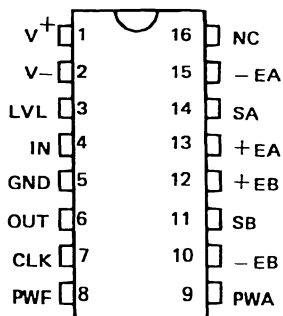 V+ 1 16 NC
V- 2 15 -EA
LVL 3 14 SA
IN 4 13 +EA
GND 5 12 +EB
OUT 6 11 SB
CLK 7 10 -EB
PWF 8 9 PWA